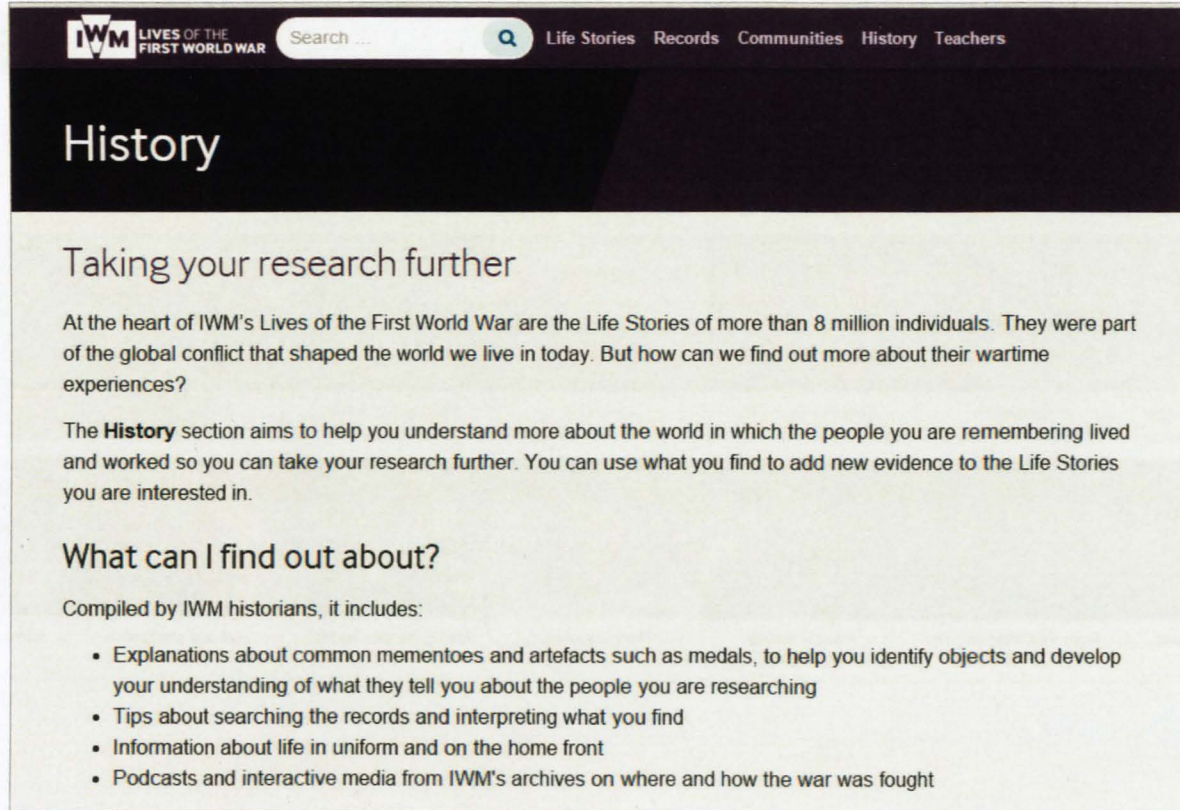 IWM LIVES OF THE FIRST WORLD WAR Search ... Life Stories Records Communities History Teachers
History
Taking your research further
At the heart of IWM's Lives of the First World War are the Life Stories of more than 8 million individuals. They were part
of the global conflict that shaped the world we live in today. But how can we find out more about their wartime
experiences?
The History section aims to help you understand more about the world in which the people you are remembering lived
and worked so you can take your research further. You can use what you find to add new evidence to the Life Stories
you are interested in.
What can I find out about?
Compiled by IWM historians, it includes:
• Explanations about common mementoes and artefacts such as medals, to help you identify objects and develop
your understanding of what they tell you about the people you are researching
• Tips about searching the records and interpreting what you find
• Information about life in uniform and on the home front
• Podcasts and interactive media from IWM's archives on where and how the war was fought